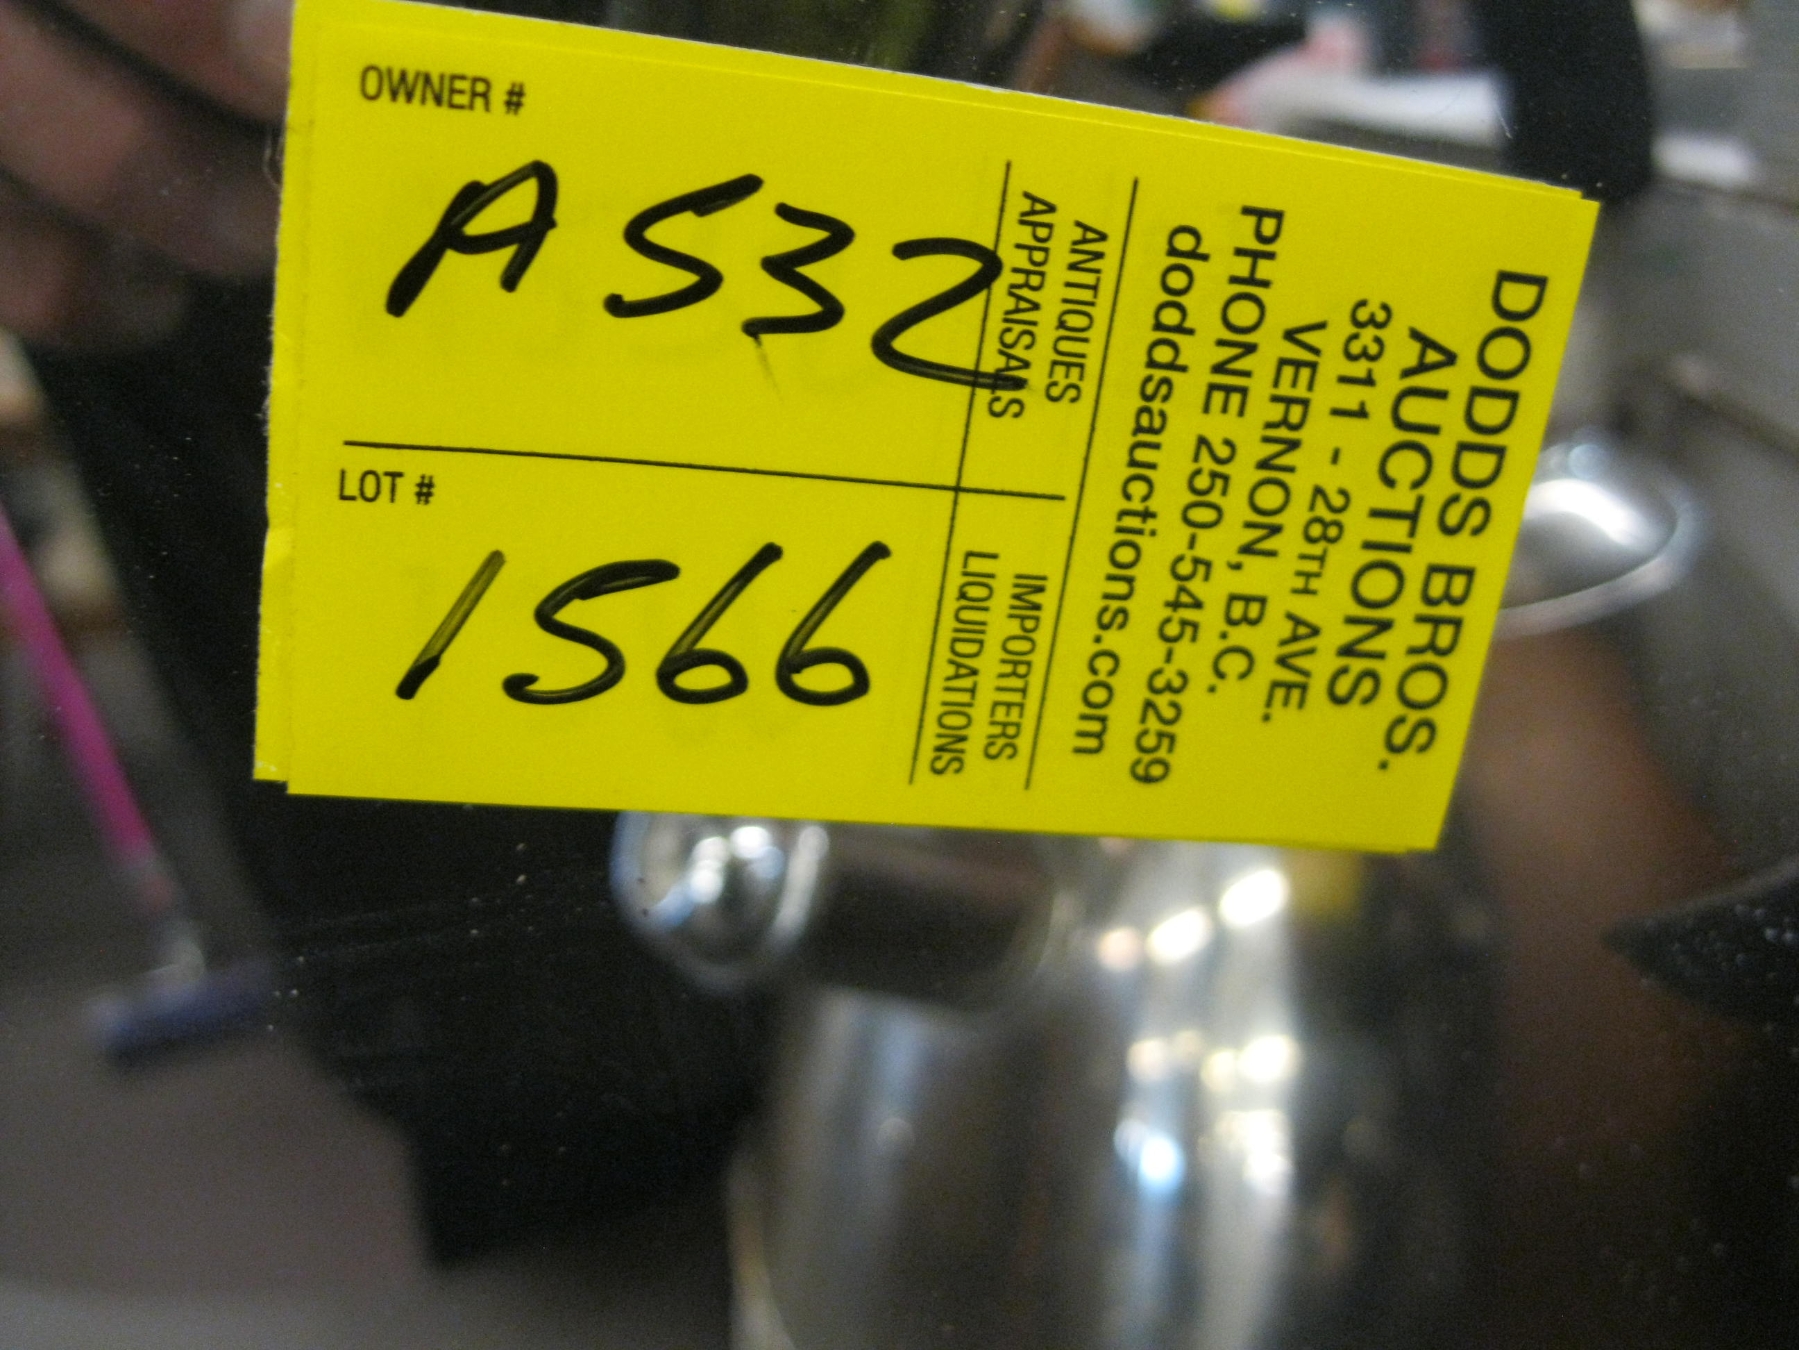 OWNER #
A532
LOT #
1566
DODDS BROS.
AUCTIONS
3311 - 28TH AVE.
VERNON, B.C.
PHONE 250-545-3259
doddsauctions.com
ANTIQUES
APPRAISALS
IMPORTERS
LIQUIDATIONS